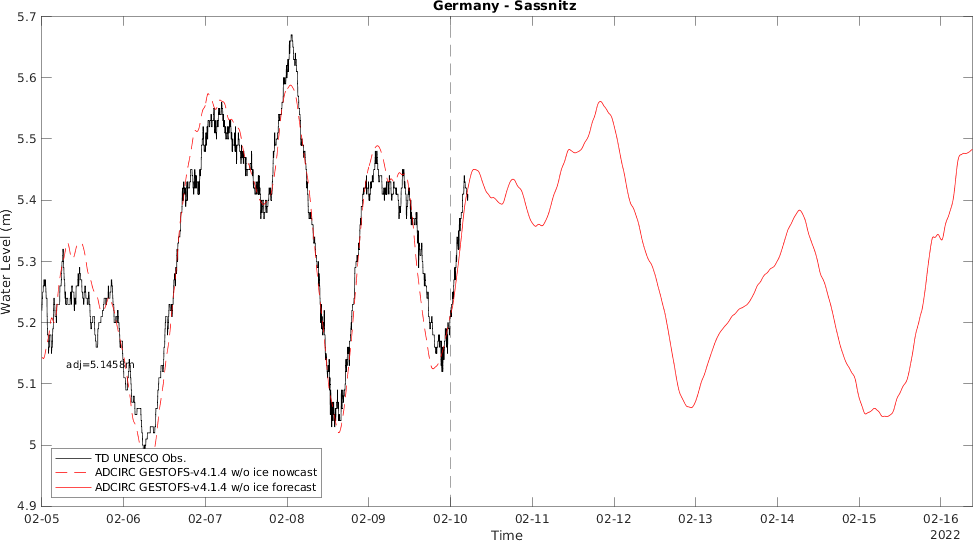 Germany - Sassnitz
5.7
5.6
5.5
5.4
5.3
5.2
5.1
5
4.9
Water Level (m)
adj=5.1458m
TD UNESCO Obs.
ADCIRC GESTOFS-v4.1.4 w/o ice nowcast
ADCIRC GESTOFS-v4.1.4 w/o ice forecast
02-05 02-06 02-07 02-08 02-09 02-10 02-11 02-12 02-13 02-14 02-15 02-16
Time
2022